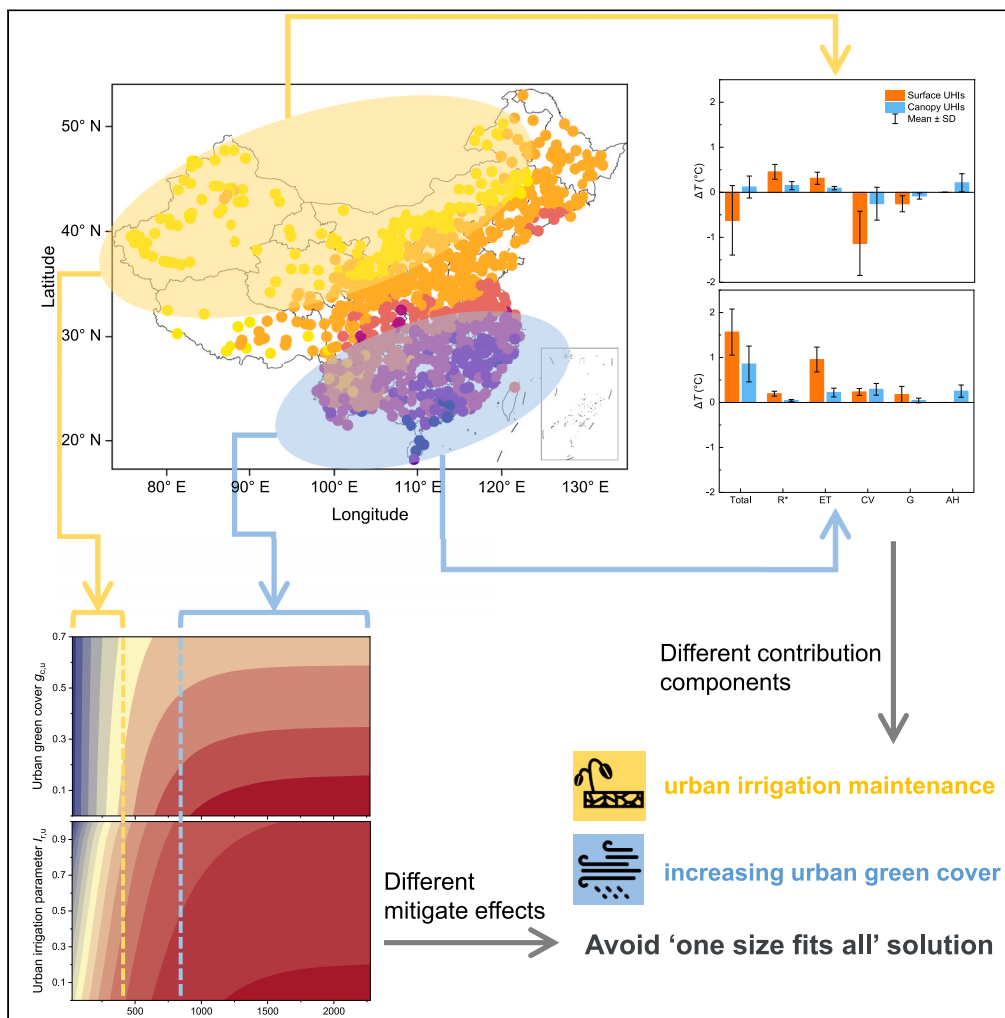 50° N
40° N
30° N
20° N
Latitude
80° E 90° E 100° E 110° E 120° E 130° E
Longitude
Surface UHIs
Canopy UHIs
Mean ± SD
2
1
0
-1
-2
ΔT (°C)
2
1
0
-1
-2
ΔT (°C)
Total R* ET CV G AH
Different contribution
components
0.7
0.5
0.3
0.1
Urban green cover gc,u
0.9
0.7
0.5
0.3
0.1
Urban irrigation parameter Ir,u
500 1000 1500 2000
Different
mitigate effects
urban irrigation maintenance
increasing urban green cover
Avoid ‘one size fits all’ solution